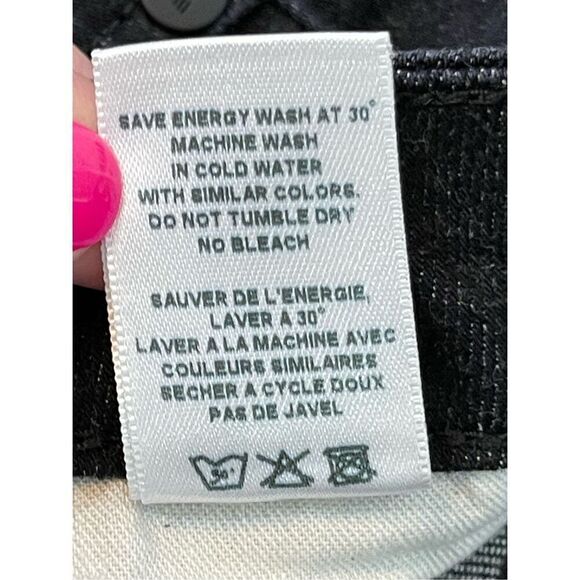 SAVE ENERGY WASH AT 30°
MACHINE WASH
IN COLD WATER
WITH SIMILAR COLORS.
DO NOT TUMBLE DRY
NO BLEACH
SAUVER DE L'ENERGIE,
LAVER A 30°
LAVER A LA MACHINE AVEC
COULEURS SIMILAIRES
SECHER A CYCLE DOUX
PAS DE JAVEL
30°